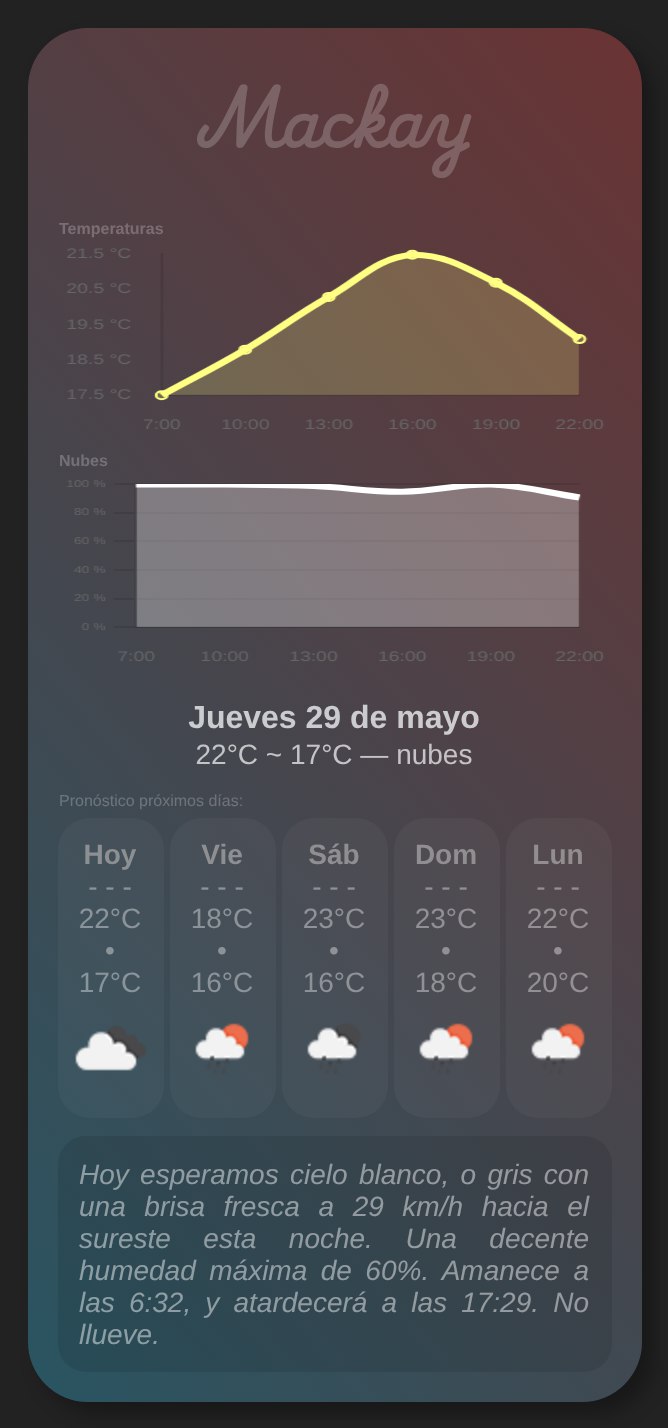 Mackay
Temperaturas
21.5 °C
20.5 °C
19.5 °C
18.5 °C
17.5 °C
7:00 10:00 13:00 16:00 19:00 22:00
Nubes
100 %
80 %
60 %
40 %
20 %
0 %
7:00 10:00 13:00 16:00 19:00 22:00
Jueves 29 de mayo
22°C ~ 17°C — nubes
Pronóstico próximos días:
Hoy Vie Sáb Dom Lun
--- --- --- --- ---
22°C 18°C 23°C 23°C 22°C
• • • • •
17°C 16°C 16°C 18°C 20°C
Hoy esperamos cielo blanco, o gris con
una brisa fresca a 29 km/h hacia el
sureste esta noche. Una decente
humedad máxima de 60%. Amanece a
las 6:32, y atardecerá a las 17:29. No
llueve.